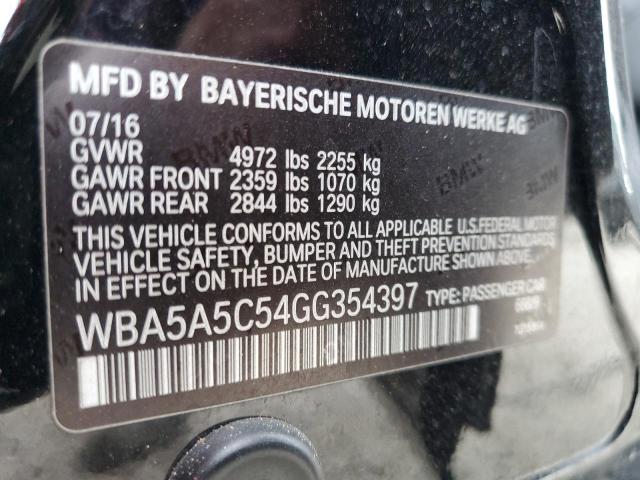 MFD BY BAYERISCHE MOTOREN WERKE AG
07/16
GVWR 4972 lbs 2255 kg
GAWR FRONT 2359 lbs 1070 kg
GAWR REAR 2844 lbs 1290 kg
THIS VEHICLE CONFORMS TO ALL APPLICABLE U.S.FEDERAL MOTOR
VEHICLE SAFETY, BUMPER AND THEFT PREVENTION STANDARDS
IN EFFECT ON THE DATE OF MANUFACTURE SHOWN ABOVE.
WBA5A5C54GG354397 TYPE: PASSENGER CAR